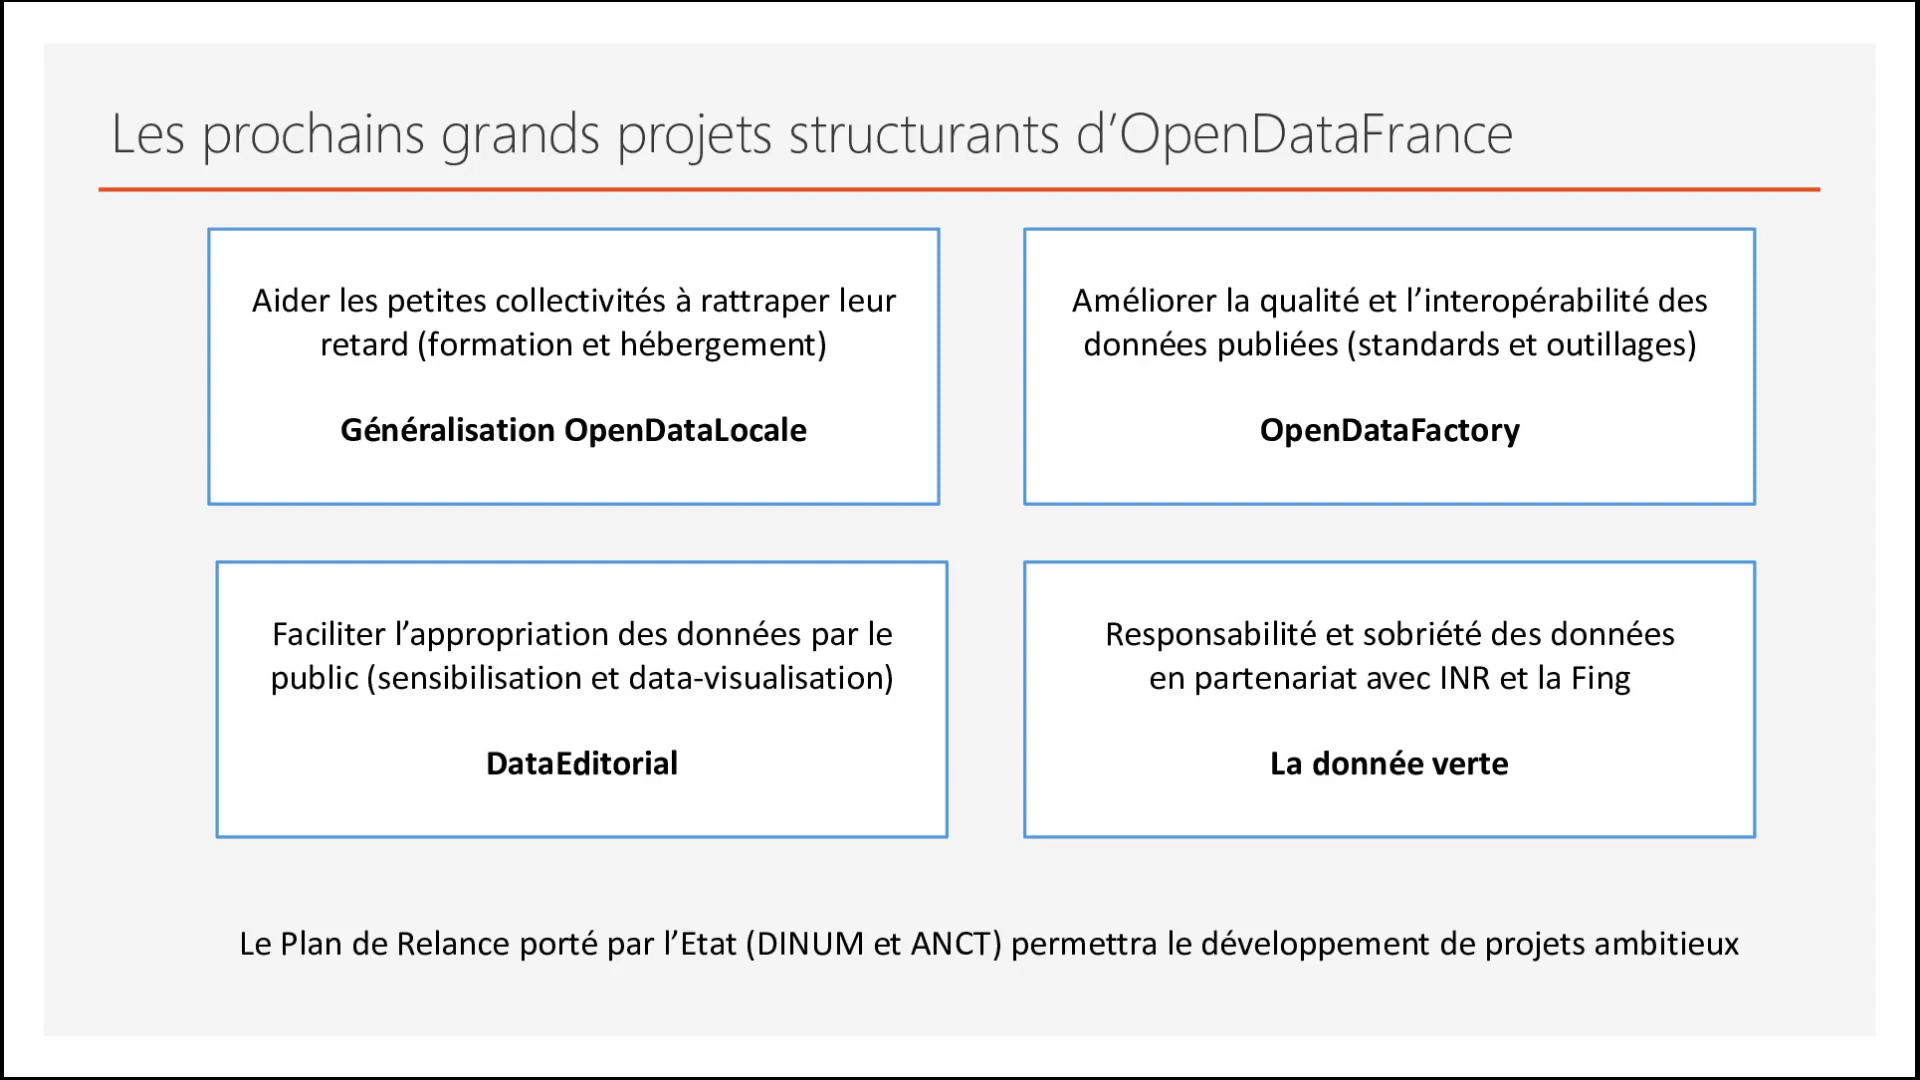 Les prochains grands projets structurants d’OpenDataFrance
Aider les petites collectivités à rattraper leur
retard (formation et hébergement)
Généralisation OpenDataLocale
Améliorer la qualité et l’interopérabilité des
données publiées (standards et outillages)
OpenDataFactory
Faciliter l’appropriation des données par le
public (sensibilisation et data-visualisation)
DataEditorial
Responsabilité et sobriété des données
en partenariat avec INR et la Fing
La donnée verte
Le Plan de Relance porté par l’Etat (DINUM et ANCT) permettra le développement de projets ambitieux